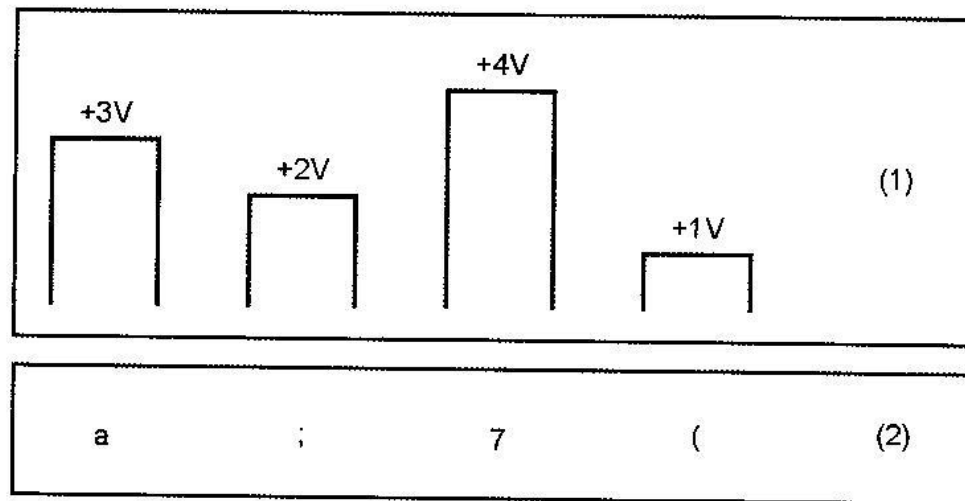 +4V
+3V
+2V
(1)
+1V
a ; 7 ( (2)